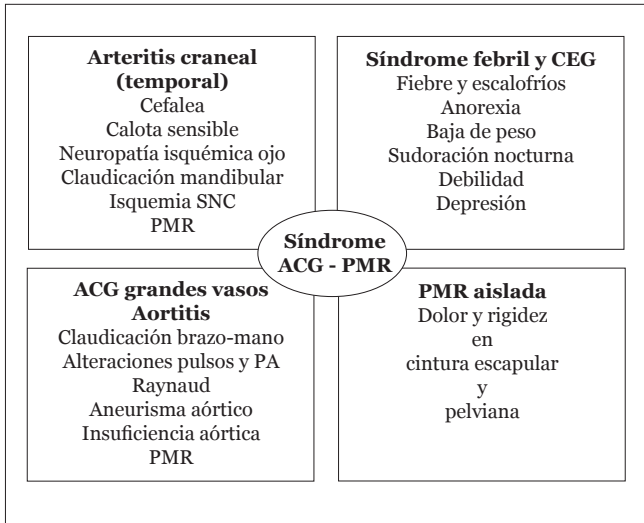 Arteritis craneal
(temporal)
Cefalea
Calota sensible
Neuropatía isquémica ojo
Claudicación mandibular
Isquemia SNC
PMR
Síndrome febril y CEG
Fiebre y escalofríos
Anorexia
Baja de peso
Sudoración nocturna
Debilidad
Depresión
Síndrome
ACG - PMR
ACG grandes vasos
Aortitis
Claudicación brazo-mano
Alteraciones pulsos y PA
Raynaud
Aneurisma aórtico
Insuficiencia aórtica
PMR
PMR aislada
Dolor y rigidez
en
cintura escapular
y
pelviana